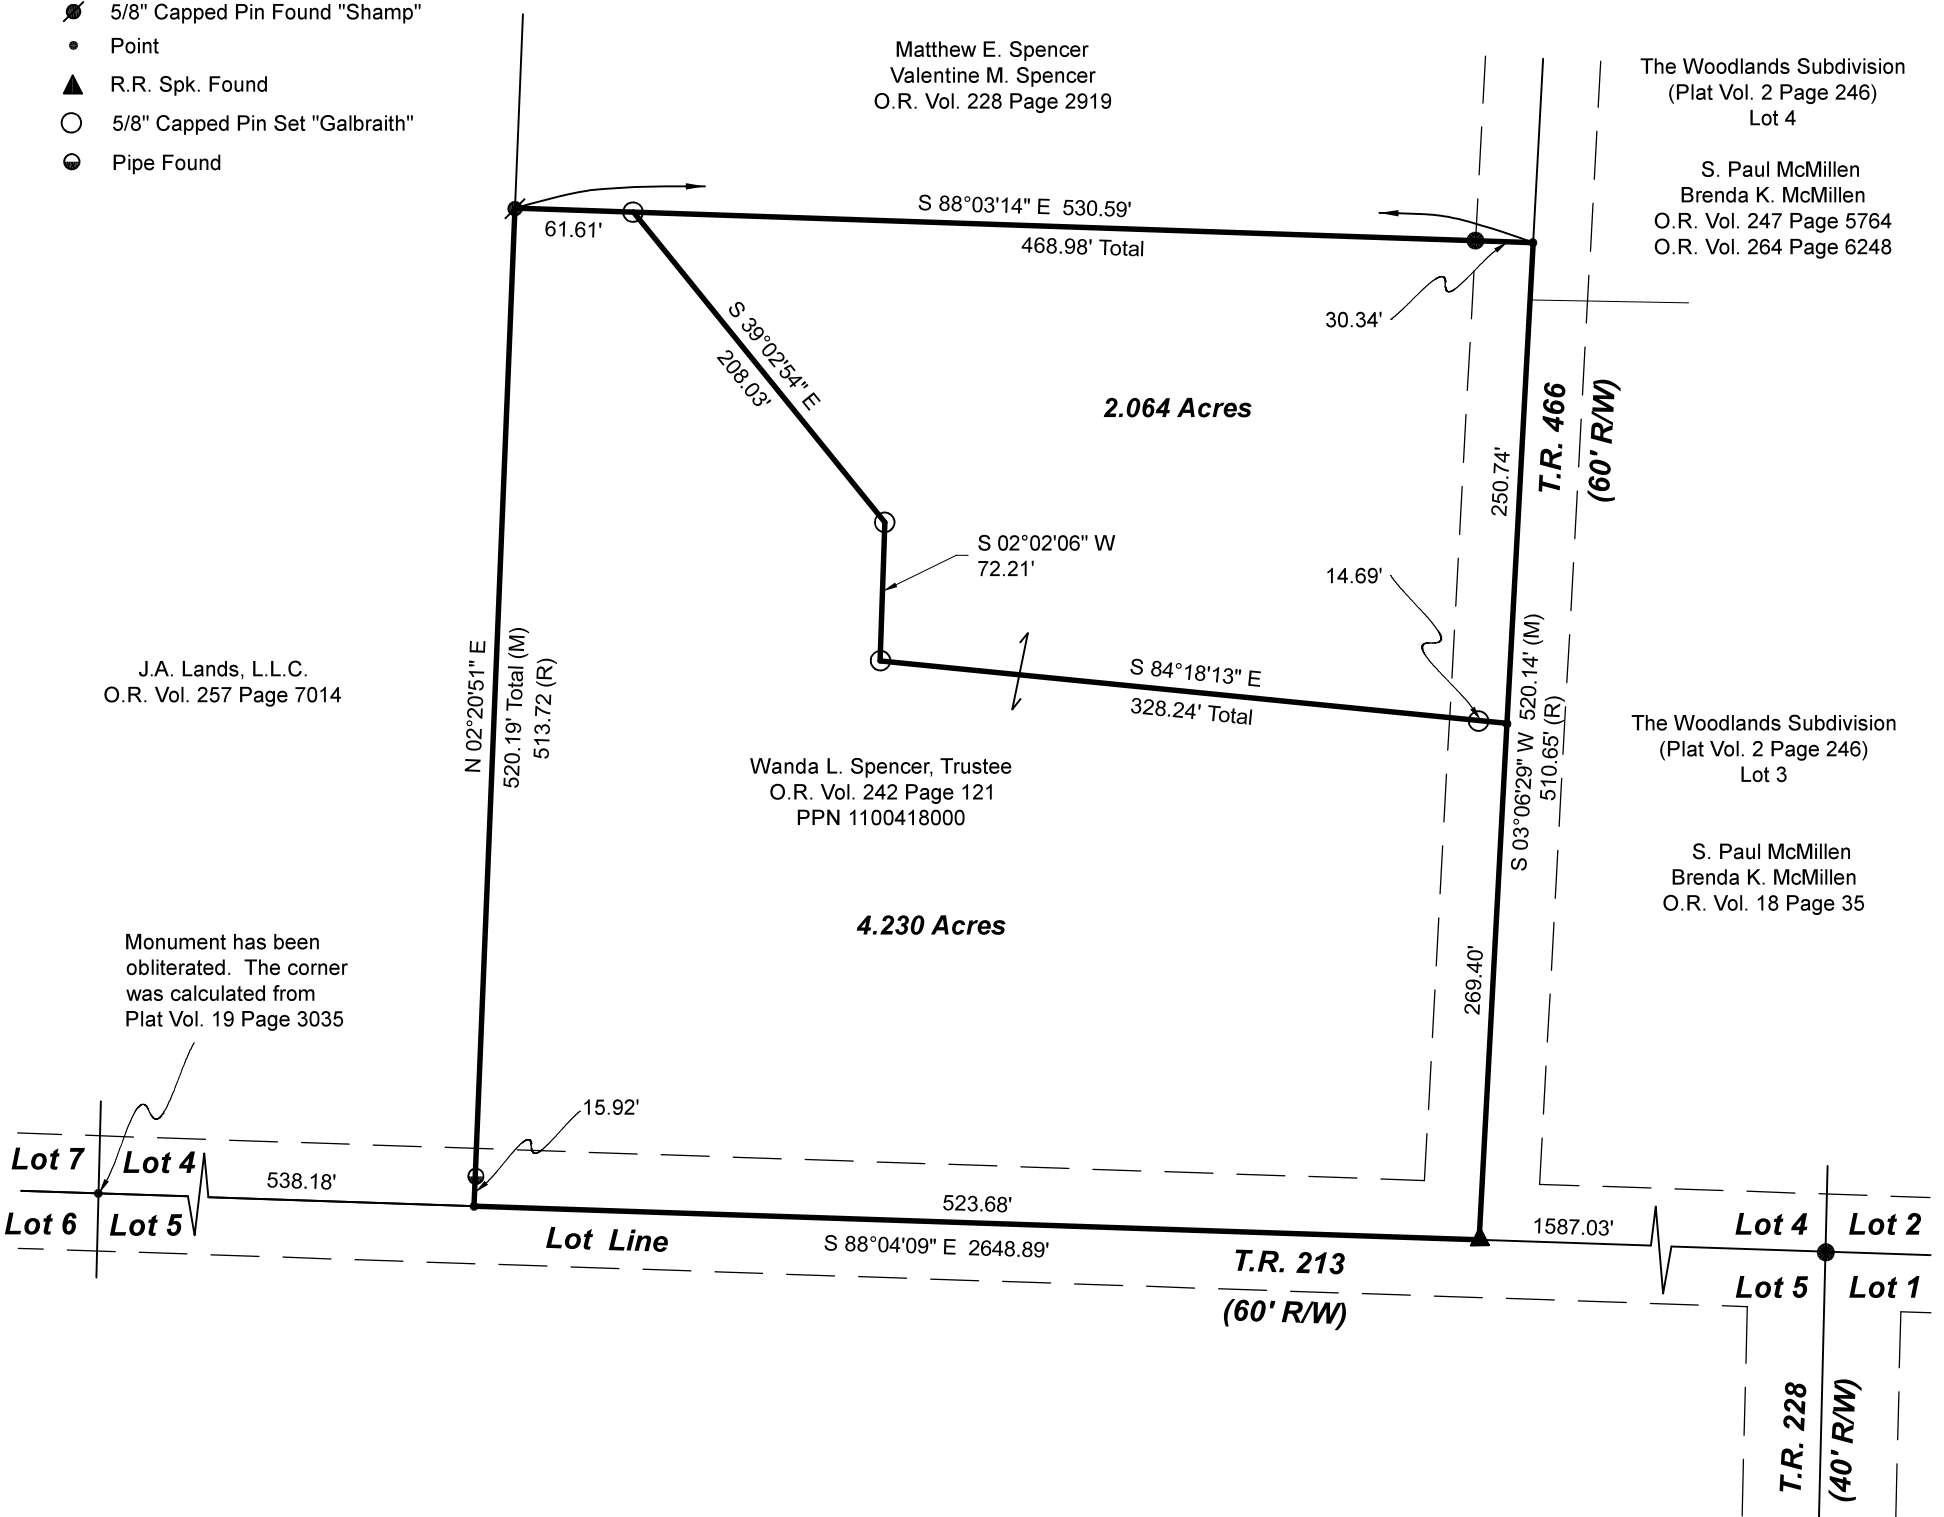 5/8" Capped Pin Found "Shamp"
Point
R.R. Spk. Found
5/8" Capped Pin Set "Galbraith"
Pipe Found
Matthew E. Spencer
Valentine M. Spencer
O.R. Vol. 228 Page 2919
The Woodlands Subdivision
(Plat Vol. 2 Page 246)
Lot 4
S. Paul McMillen
Brenda K. McMillen
O.R. Vol. 247 Page 5764
O.R. Vol. 264 Page 6248
S 88°03'14" E 530.59'
61.61'
468.98' Total
30.34'
S 39°02'54" E
208.03'
2.064 Acres
T.R. 466
(60' R/W)
250.74'
S 02°02'06" W
72.21'
14.69'
S 84°18'13" E
328.24' Total
N 02°20'51" E
520.19' Total (M)
513.72 (R)
S 03°06'29" W 520.14' (M)
510.65' (R)
J.A. Lands, L.L.C.
O.R. Vol. 257 Page 7014
Wanda L. Spencer, Trustee
O.R. Vol. 242 Page 121
PPN 1100418000
The Woodlands Subdivision
(Plat Vol. 2 Page 246)
Lot 3
S. Paul McMillen
Brenda K. McMillen
O.R. Vol. 18 Page 35
4.230 Acres
269.40'
Monument has been
obliterated. The corner
was calculated from
Plat Vol. 19 Page 3035
15.92'
Lot 7
Lot 4
538.18'
523.68'
Lot 6
Lot 5
Lot Line
S 88°04'09" E 2648.89'
T.R. 213
(60' R/W)
1587.03'
Lot 4
Lot 2
Lot 5
Lot 1
T.R. 228
(40' R/W)